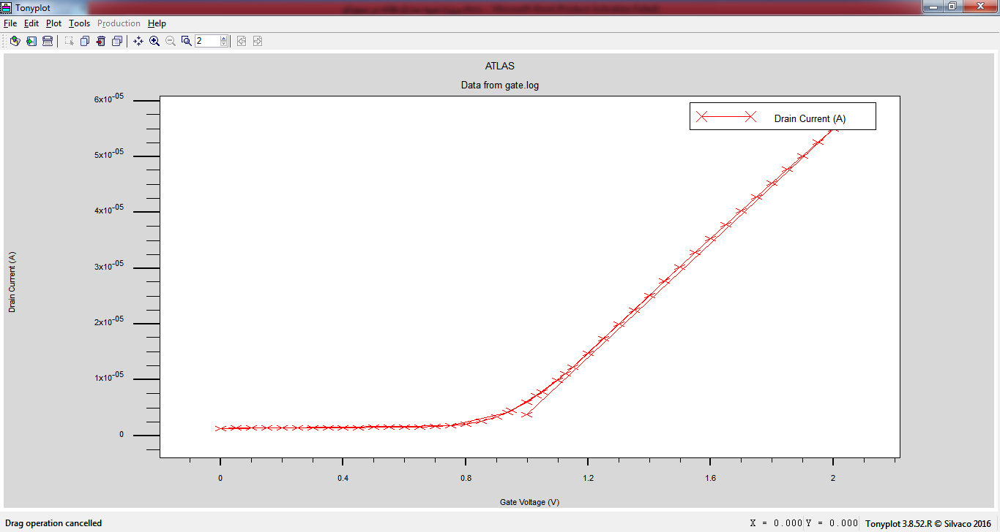 Tonyplot
File Edit Plot Tools Production Help
2
ATLAS
Data from gate.log
Drain Current (A)
6x10-05
5x10-05
4x10-05
3x10-05
2x10-05
1x10-05
0
Drain Current (A)
0 0.4 0.8 1.2 1.6 2
Gate Voltage (V)
Drag operation cancelled X = 0.000 Y = 0.000 Tonyplot 3.8.52.R © Silvaco 2016